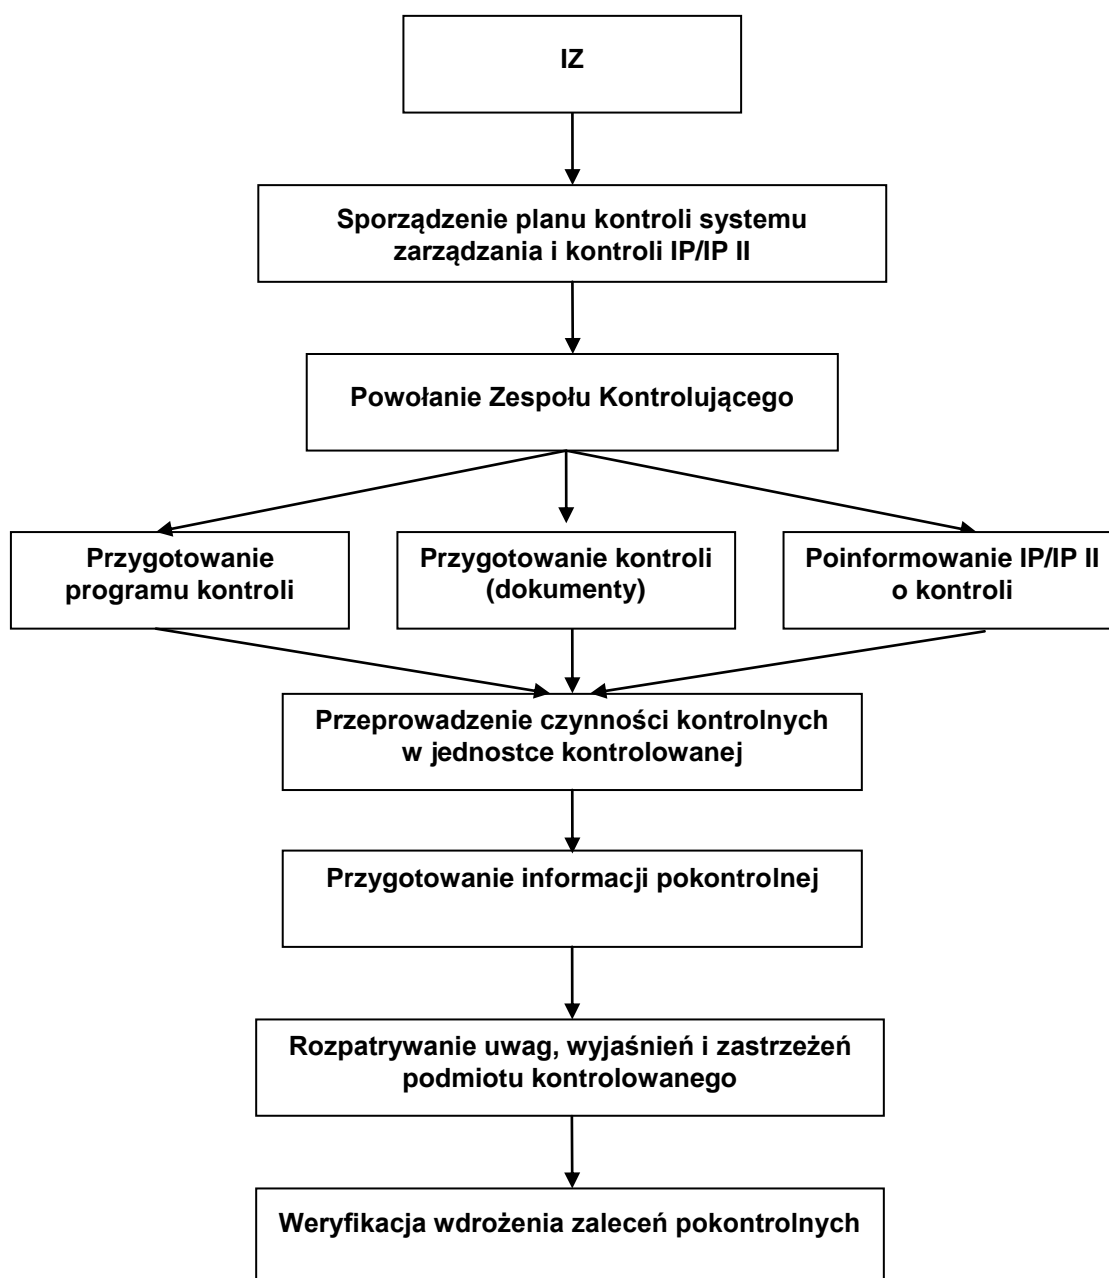 IZ
Sporządzenie planu kontroli systemu
zarządzania i kontroli IP/IP II
Powołanie Zespołu Kontrolującego
Przygotowanie
programu kontroli
Przygotowanie kontroli
(dokumenty)
Poinformowanie IP/IP II
o kontroli
Przeprowadzenie czynności kontrolnych
w jednostce kontrolowanej
Przygotowanie informacji pokontrolnej
Rozpatrywanie uwag, wyjaśnień i zastrzeżeń
podmiotu kontrolowanego
Weryfikacja wdrożenia zaleceń pokontrolnych